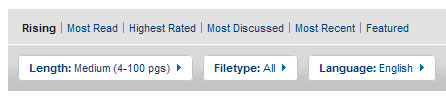 Rising | Most Read | Highest Rated | Most Discussed | Most Recent | Featured
Length: Medium (4-100 pgs) Filetype: All Language: English